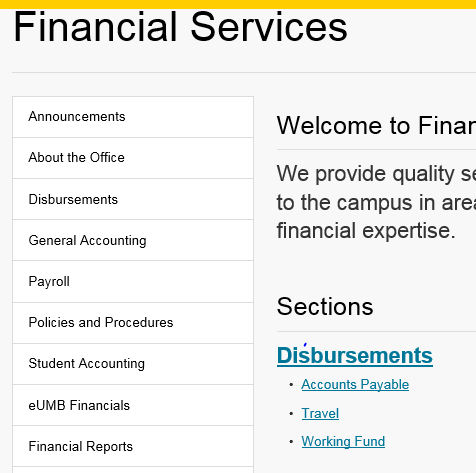 Financial Services
Announcements
About the Office
Disbursements
General Accounting
Payroll
Policies and Procedures
Student Accounting
eUMB Financials
Financial Reports
Welcome to Finan
We provide quality se
to the campus in area
financial expertise.
Sections
Disbursements
• Accounts Payable
• Travel
• Working Fund